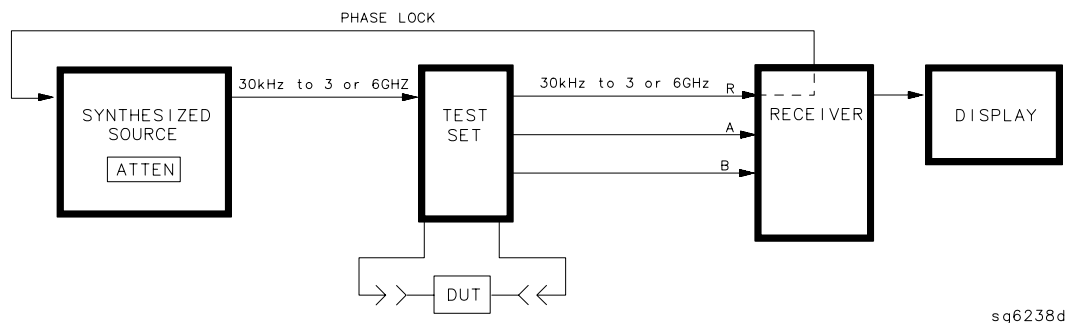 PHASE LOCK
30kHz to 3 or 6GHZ
30kHz to 3 or 6GHz
R
SYNTHESIZED
SOURCE
ATTEN
TEST
SET
A
B
RECEIVER
DISPLAY
DUT
sq6238d